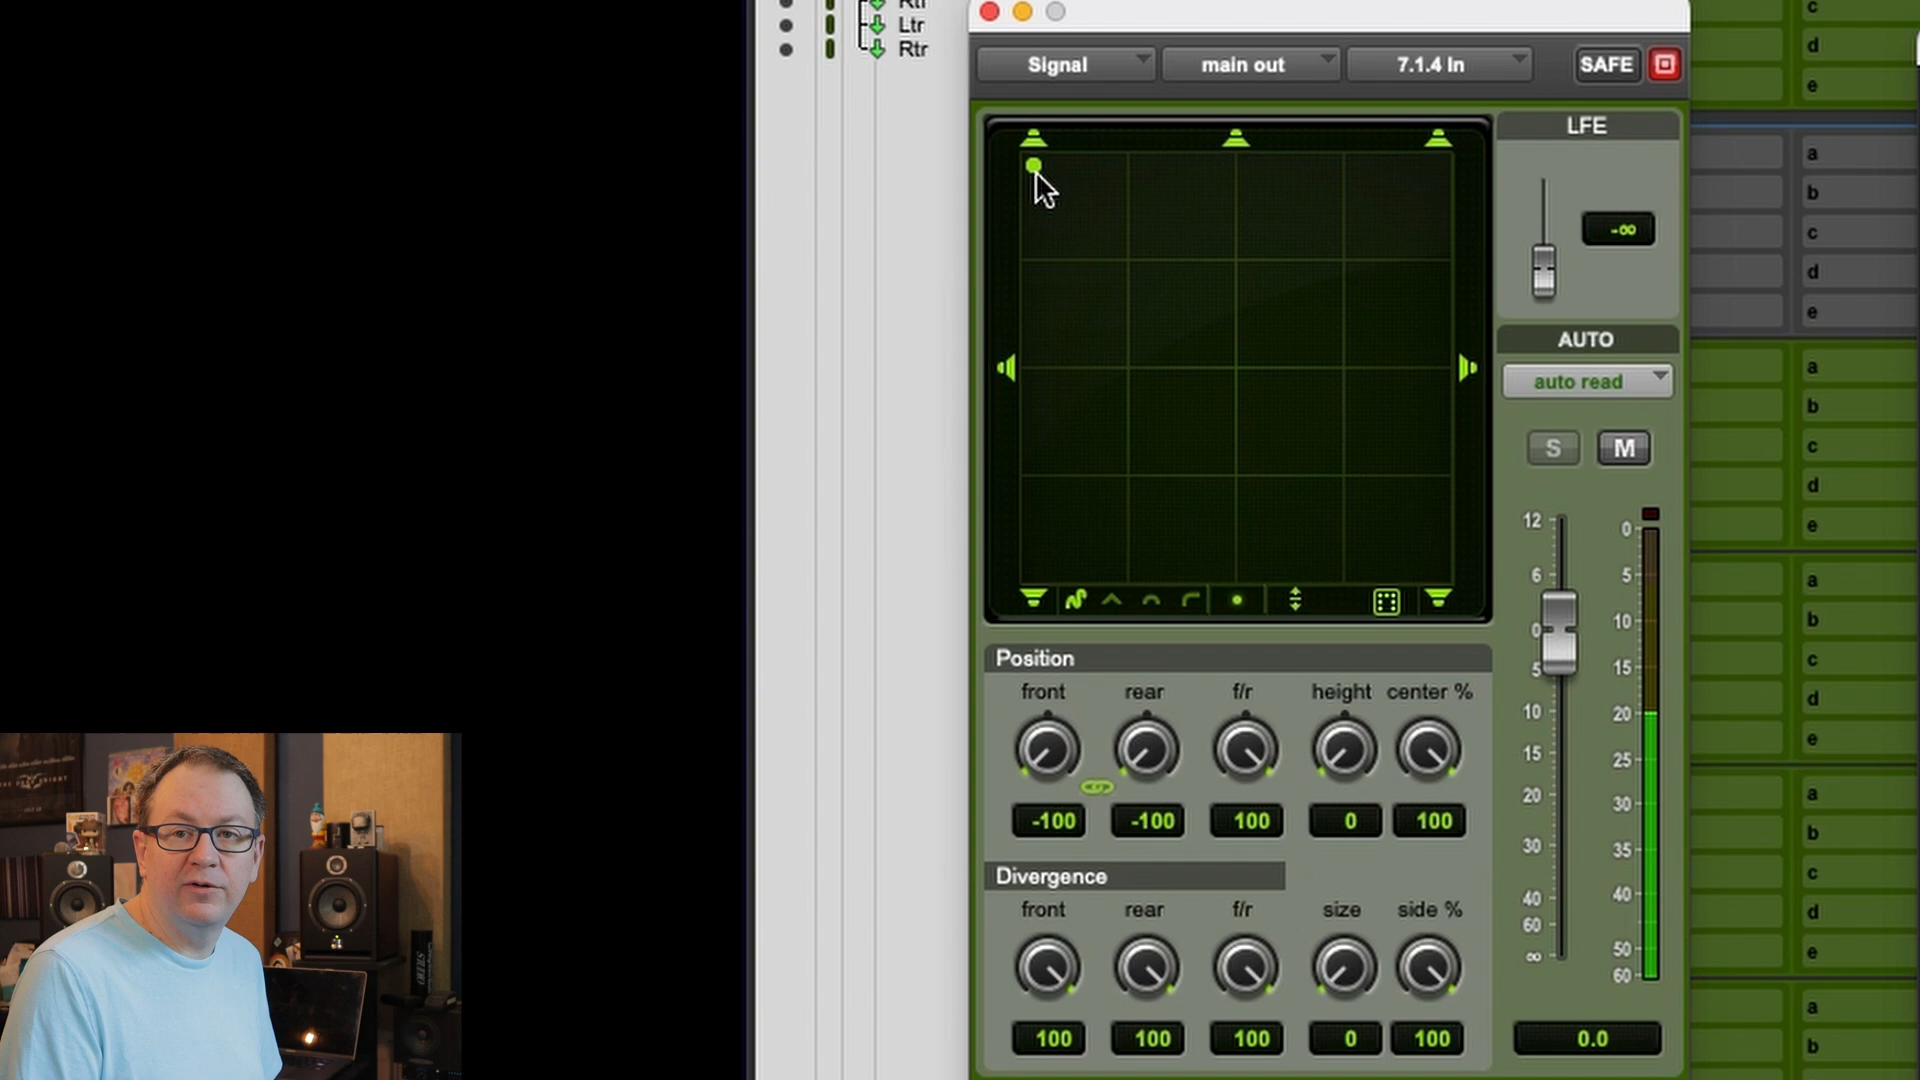 Rtr
Ltr
Rtr
Signal
main out
7.1.4 In
SAFE
LFE
-∞
AUTO
auto read
S
M
12
6
0
5
10
15
20
30
40
60
∞
0
5
10
15
20
25
30
35
40
50
60
0.0
Position
front
rear
f/r
height
center %
-100
-100
100
0
100
Divergence
front
rear
f/r
size
side %
100
100
100
0
100
c
d
e
a
b
c
d
e
a
b
c
d
e
a
b
c
d
e
a
b
c
d
e
a
b